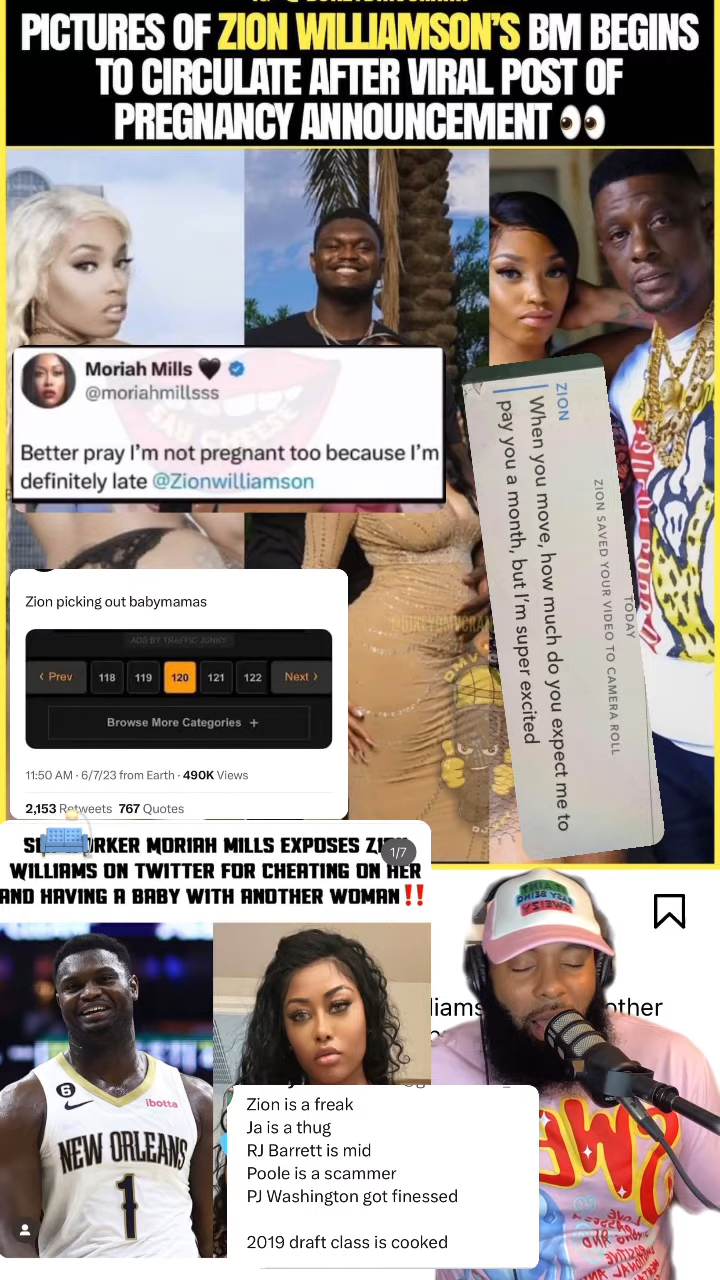 PICTURES OF ZION WILLIAMSON'S BM BEGINS
TO CIRCULATE AFTER VIRAL POST OF
PREGNANCY ANNOUNCEMENT 👀
Moriah Mills 🖤
@moriahmillsss
Better pray I'm not pregnant too because I'm
definitely late @Zionwilliamson
TODAY
ZION SAVED YOUR VIDEO TO CAMERA ROLL
ZION
When you move, how much do you expect me to
pay you a month, but I'm super excited
Zion picking out babymamas
ADS BY TRAFFIC JUNKY
‹ Prev 118 119 120 121 122 Next ›
Browse More Categories +
11:50 AM · 6/7/23 from Earth · 490K Views
2,153 Retweets 767 Quotes
1/7
MORIAH MILLS EXPOSES
WILLIAMS ON TWITTER FOR CHEATING ON HER
AND HAVING A BABY WITH ANOTHER WOMAN‼️
6
ibotta
NEW ORLEANS
1
Zion is a freak
Ja is a thug
RJ Barrett is mid
Poole is a scammer
PJ Washington got finessed
2019 draft class is cooked